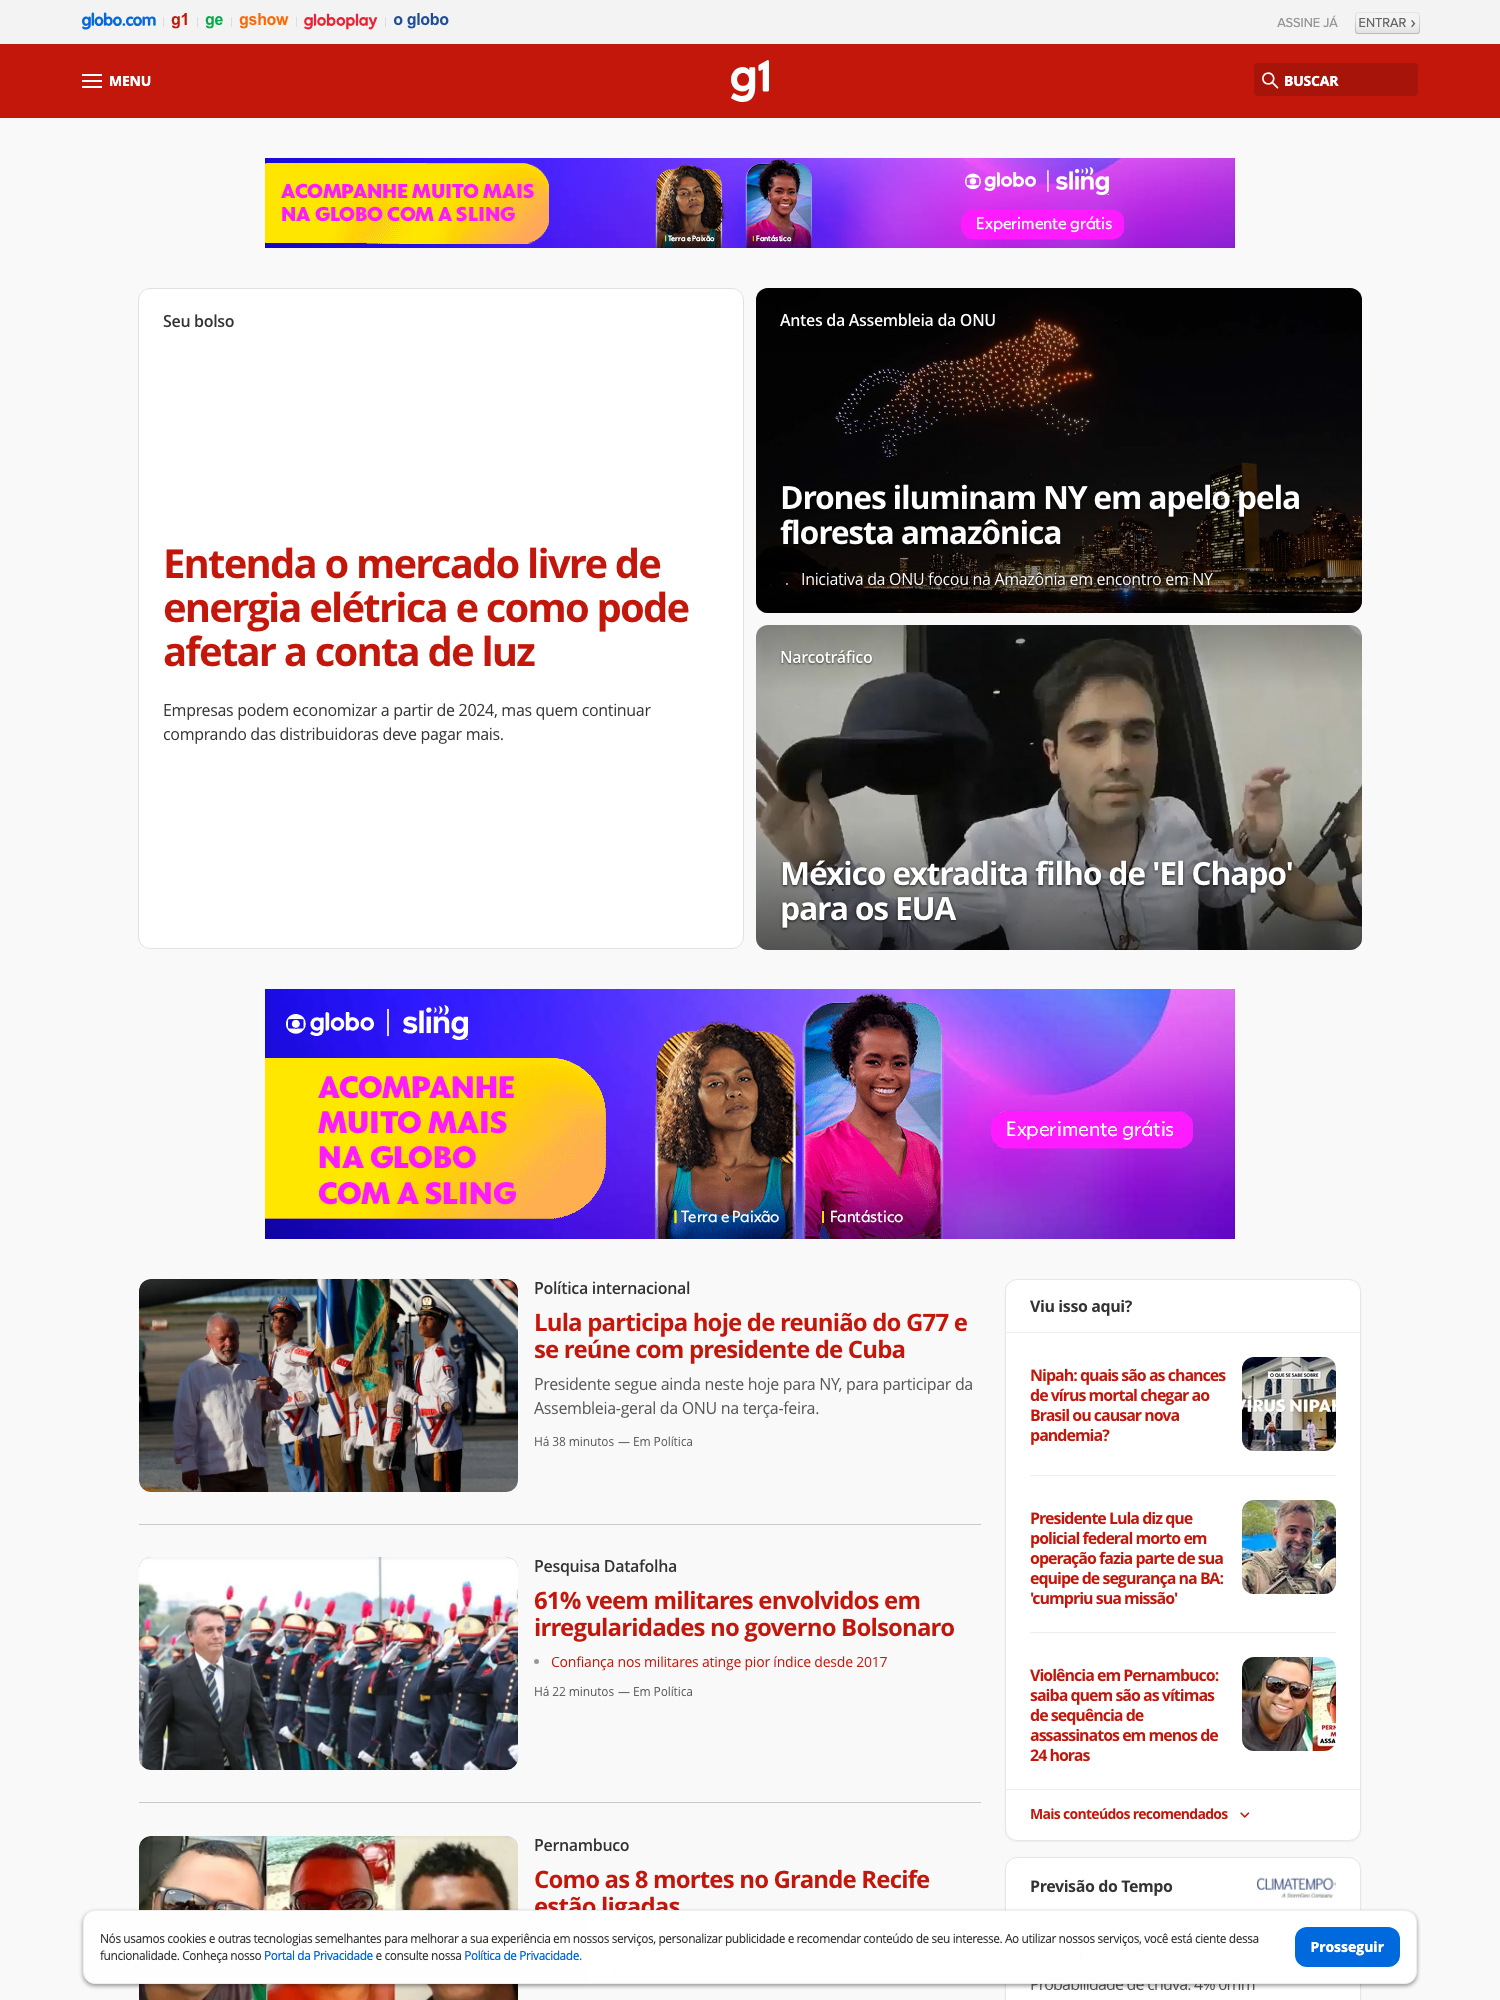 globo.com g1 ge gshow globoplay o globo
ASSINE JÁ ENTRAR ›
MENU
g1
BUSCAR
ACOMPANHE MUITO MAIS
NA GLOBO COM A SLING
Terra e Paixão
Fantástico
globo | sling
Experimente grátis
Seu bolso
Entenda o mercado livre de
energia elétrica e como pode
afetar a conta de luz
Empresas podem economizar a partir de 2024, mas quem continuar
comprando das distribuidoras deve pagar mais.
Antes da Assembleia da ONU
Drones iluminam NY em apelo pela
floresta amazônica
. Iniciativa da ONU focou na Amazônia em encontro em NY
Narcotráfico
México extradita filho de 'El Chapo'
para os EUA
globo | sling
ACOMPANHE
MUITO MAIS
NA GLOBO
COM A SLING
Terra e Paixão
Fantástico
Experimente grátis
Política internacional
Lula participa hoje de reunião do G77 e
se reúne com presidente de Cuba
Presidente segue ainda neste hoje para NY, para participar da
Assembleia-geral da ONU na terça-feira.
Há 38 minutos — Em Política
Pesquisa Datafolha
61% veem militares envolvidos em
irregularidades no governo Bolsonaro
• Confiança nos militares atinge pior índice desde 2017
Há 22 minutos — Em Política
Pernambuco
Como as 8 mortes no Grande Recife
estão ligadas
Viu isso aqui?
Nipah: quais são as chances
de vírus mortal chegar ao
Brasil ou causar nova
pandemia?
O QUE SE SABE SOBRE
VÍRUS NIPAH
Presidente Lula diz que
policial federal morto em
operação fazia parte de sua
equipe de segurança na BA:
'cumpriu sua missão'
Violência em Pernambuco:
saiba quem são as vítimas
de sequência de
assassinatos em menos de
24 horas
Mais conteúdos recomendados
Previsão do Tempo
CLIMATEMPO
A StormGeo Company
Nós usamos cookies e outras tecnologias semelhantes para melhorar a sua experiência em nossos serviços, personalizar publicidade e recomendar conteúdo de seu interesse. Ao utilizar nossos serviços, você está ciente dessa
funcionalidade. Conheça nosso Portal da Privacidade e consulte nossa Política de Privacidade.
Prosseguir
Probabilidade de chuva: 4% 0mm